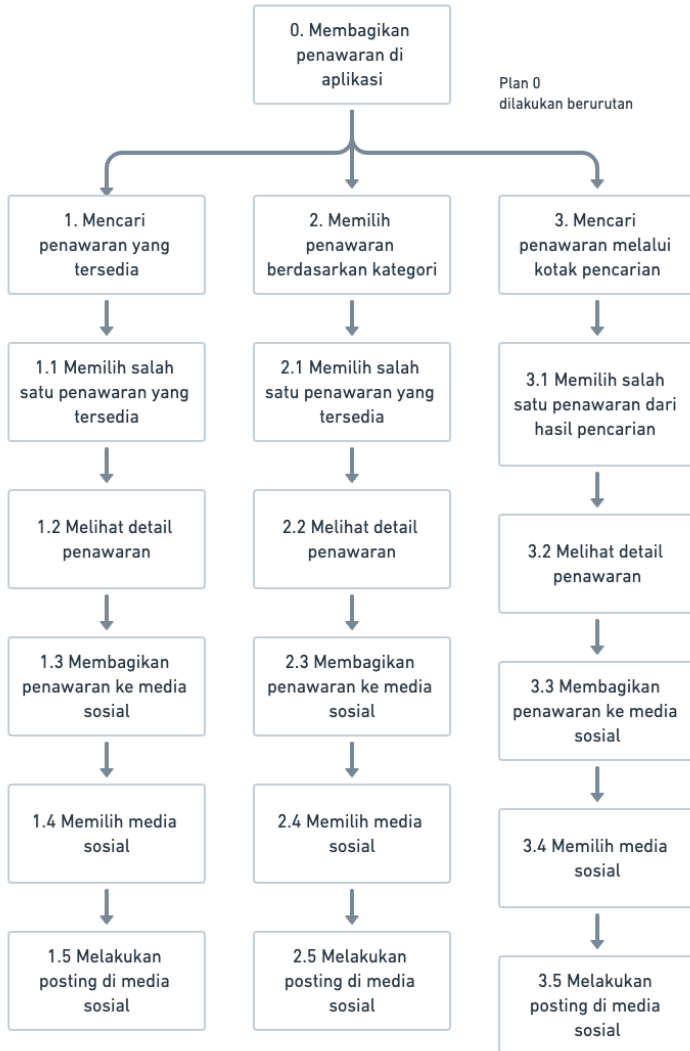 0. Membagikan
penawaran di
aplikasi
Plan 0
dilakukan berurutan
1. Mencari
penawaran yang
tersedia
2. Memilih
penawaran
berdasarkan kategori
3. Mencari
penawaran melalui
kotak pencarian
1.1 Memilih salah
satu penawaran yang
tersedia
2.1 Memilih salah
satu penawaran yang
tersedia
3.1 Memilih salah
satu penawaran dari
hasil pencarian
1.2 Melihat detail
penawaran
2.2 Melihat detail
penawaran
3.2 Melihat detail
penawaran
1.3 Membagikan
penawaran ke media
sosial
2.3 Membagikan
penawaran ke media
sosial
3.3 Membagikan
penawaran ke media
sosial
1.4 Memilih media
sosial
2.4 Memilih media
sosial
3.4 Memilih media
sosial
1.5 Melakukan
posting di media
sosial
2.5 Melakukan
posting di media
sosial
3.5 Melakukan
posting di media
sosial